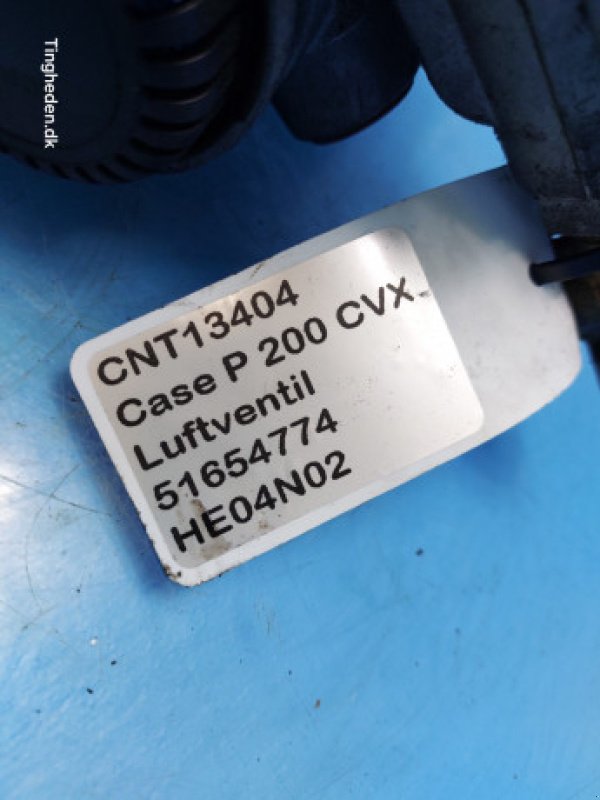 Tingheden.dk
CNT13404
Case P 200 CVX
Luftventil
51654774
HE04N02